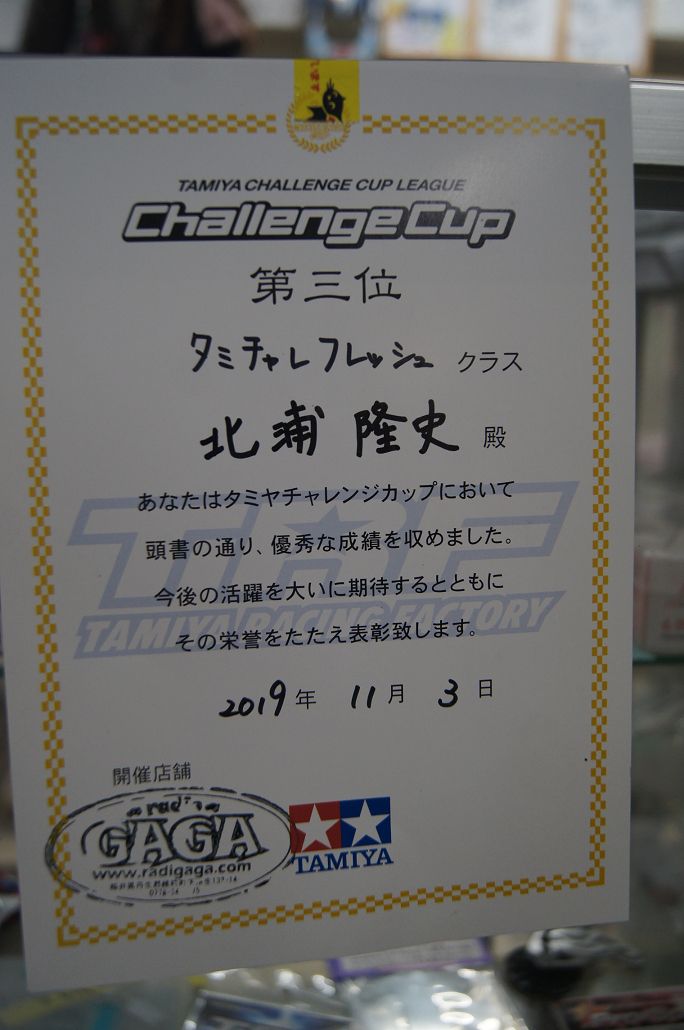 TAMIYA CHALLENGE CUP LEAGUE
Challenge Cup
第三位
タミチャレフレッシュ クラス
北浦 隆史 殿
あなたはタミヤチャレンジカップにおいて
頭書の通り、優秀な成績を収めました。
今後の活躍を大いに期待するとともに
その栄誉をたたえ表彰致します。
TRF
TAMIYA RACING FACTORY
2019年 11月 3日
開催店舗
GAGA
www.radigaga.com
TAMIYA